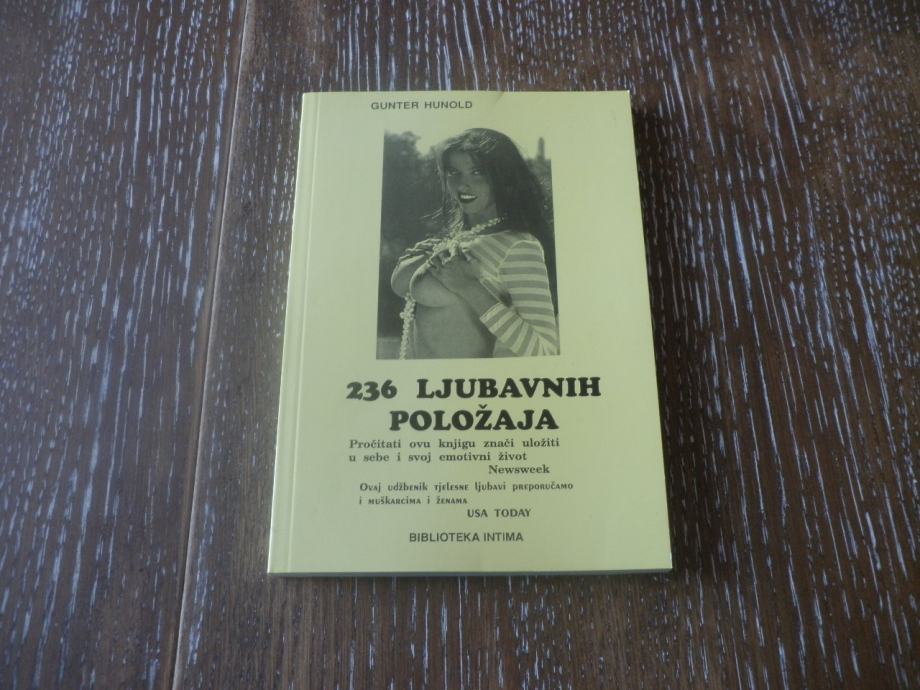 GUNTER HUNOLD
236 LJUBAVNIH
POLOŽAJA
Pročitati ovu knjigu znači uložiti
u sebe i svoj emotivni život
Newsweek
Ovaj udžbenik tjelesne ljubavi preporučamo
i muškarcima i ženama
USA TODAY
BIBLIOTEKA INTIMA